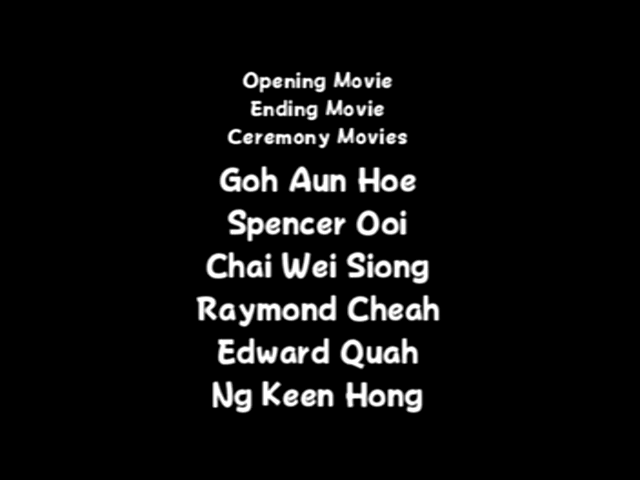 Opening Movie
Ending Movie
Ceremony Movies
Goh Aun Hoe
Spencer Ooi
Chai Wei Siong
Raymond Cheah
Edward Quah
Ng Keen Hong